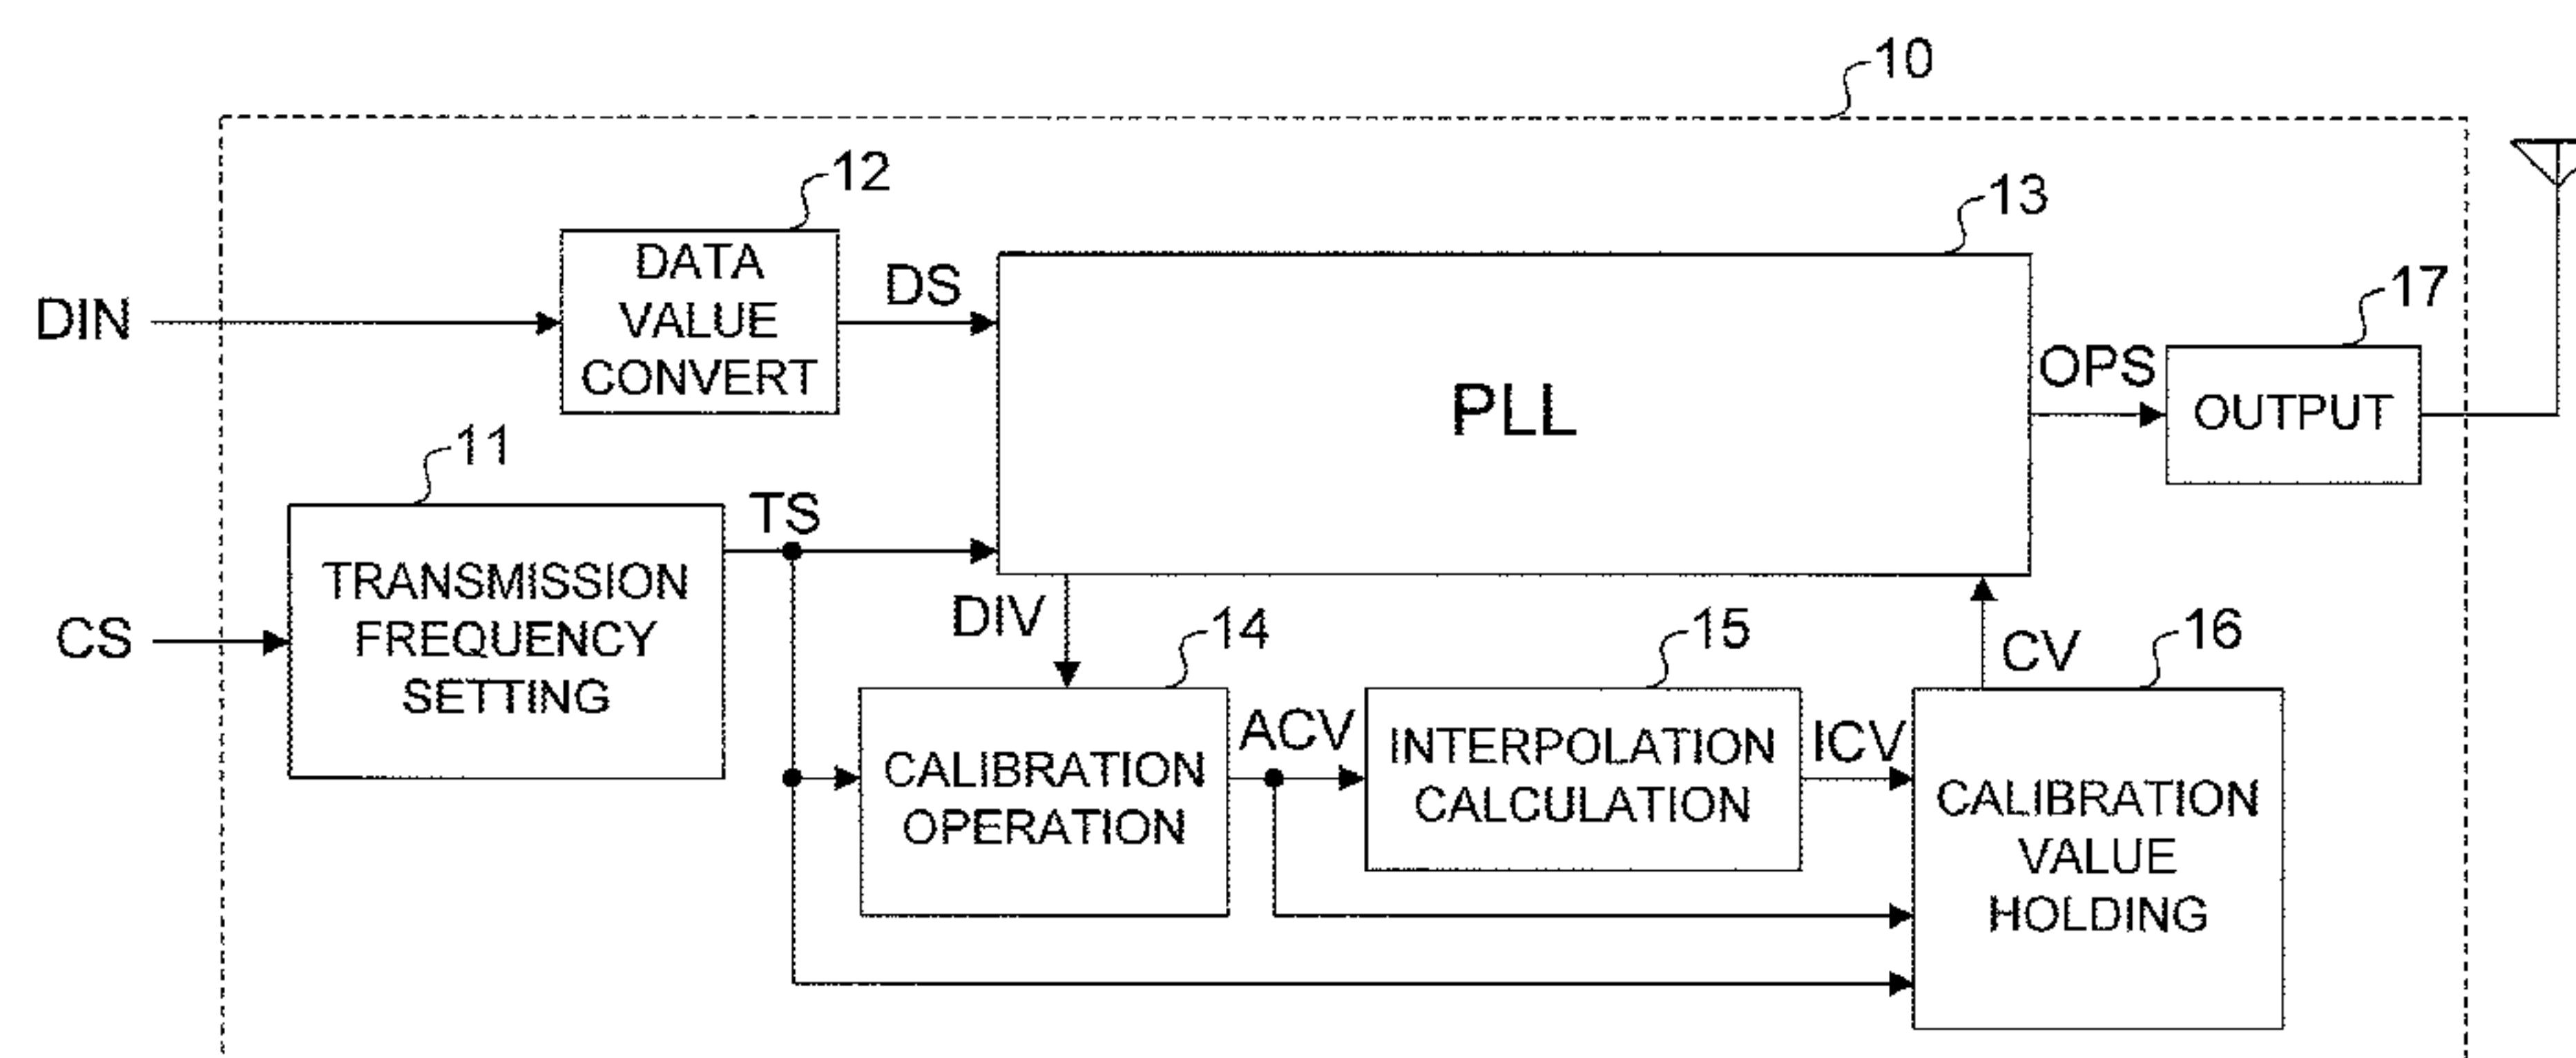 10
12
13
DATA
VALUE
CONVERT
DIN
DS
PLL
17
OPS
OUTPUT
11
TS
TRANSMISSION
FREQUENCY
SETTING
CS
DIV
14
15
CV
16
CALIBRATION
OPERATION
ACV
INTERPOLATION
CALCULATION
ICV
CALIBRATION
VALUE
HOLDING